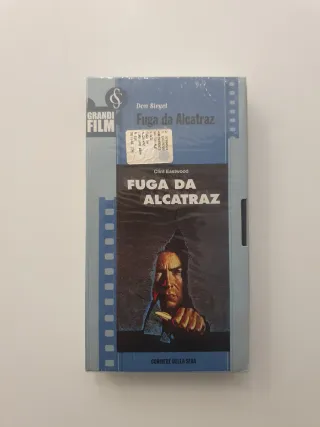 GRANDI
FILM
Don Siegel
Fuga da Alcatraz
Clint Eastwood
FUGA DA
ALCATRAZ
CORRIERE DELLA SERA